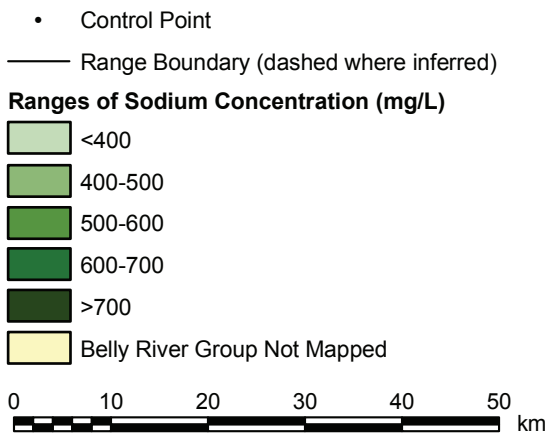 Control Point
Range Boundary (dashed where inferred)
Ranges of Sodium Concentration (mg/L)
<400
400-500
500-600
600-700
>700
Belly River Group Not Mapped
0 10 20 30 40 50
km